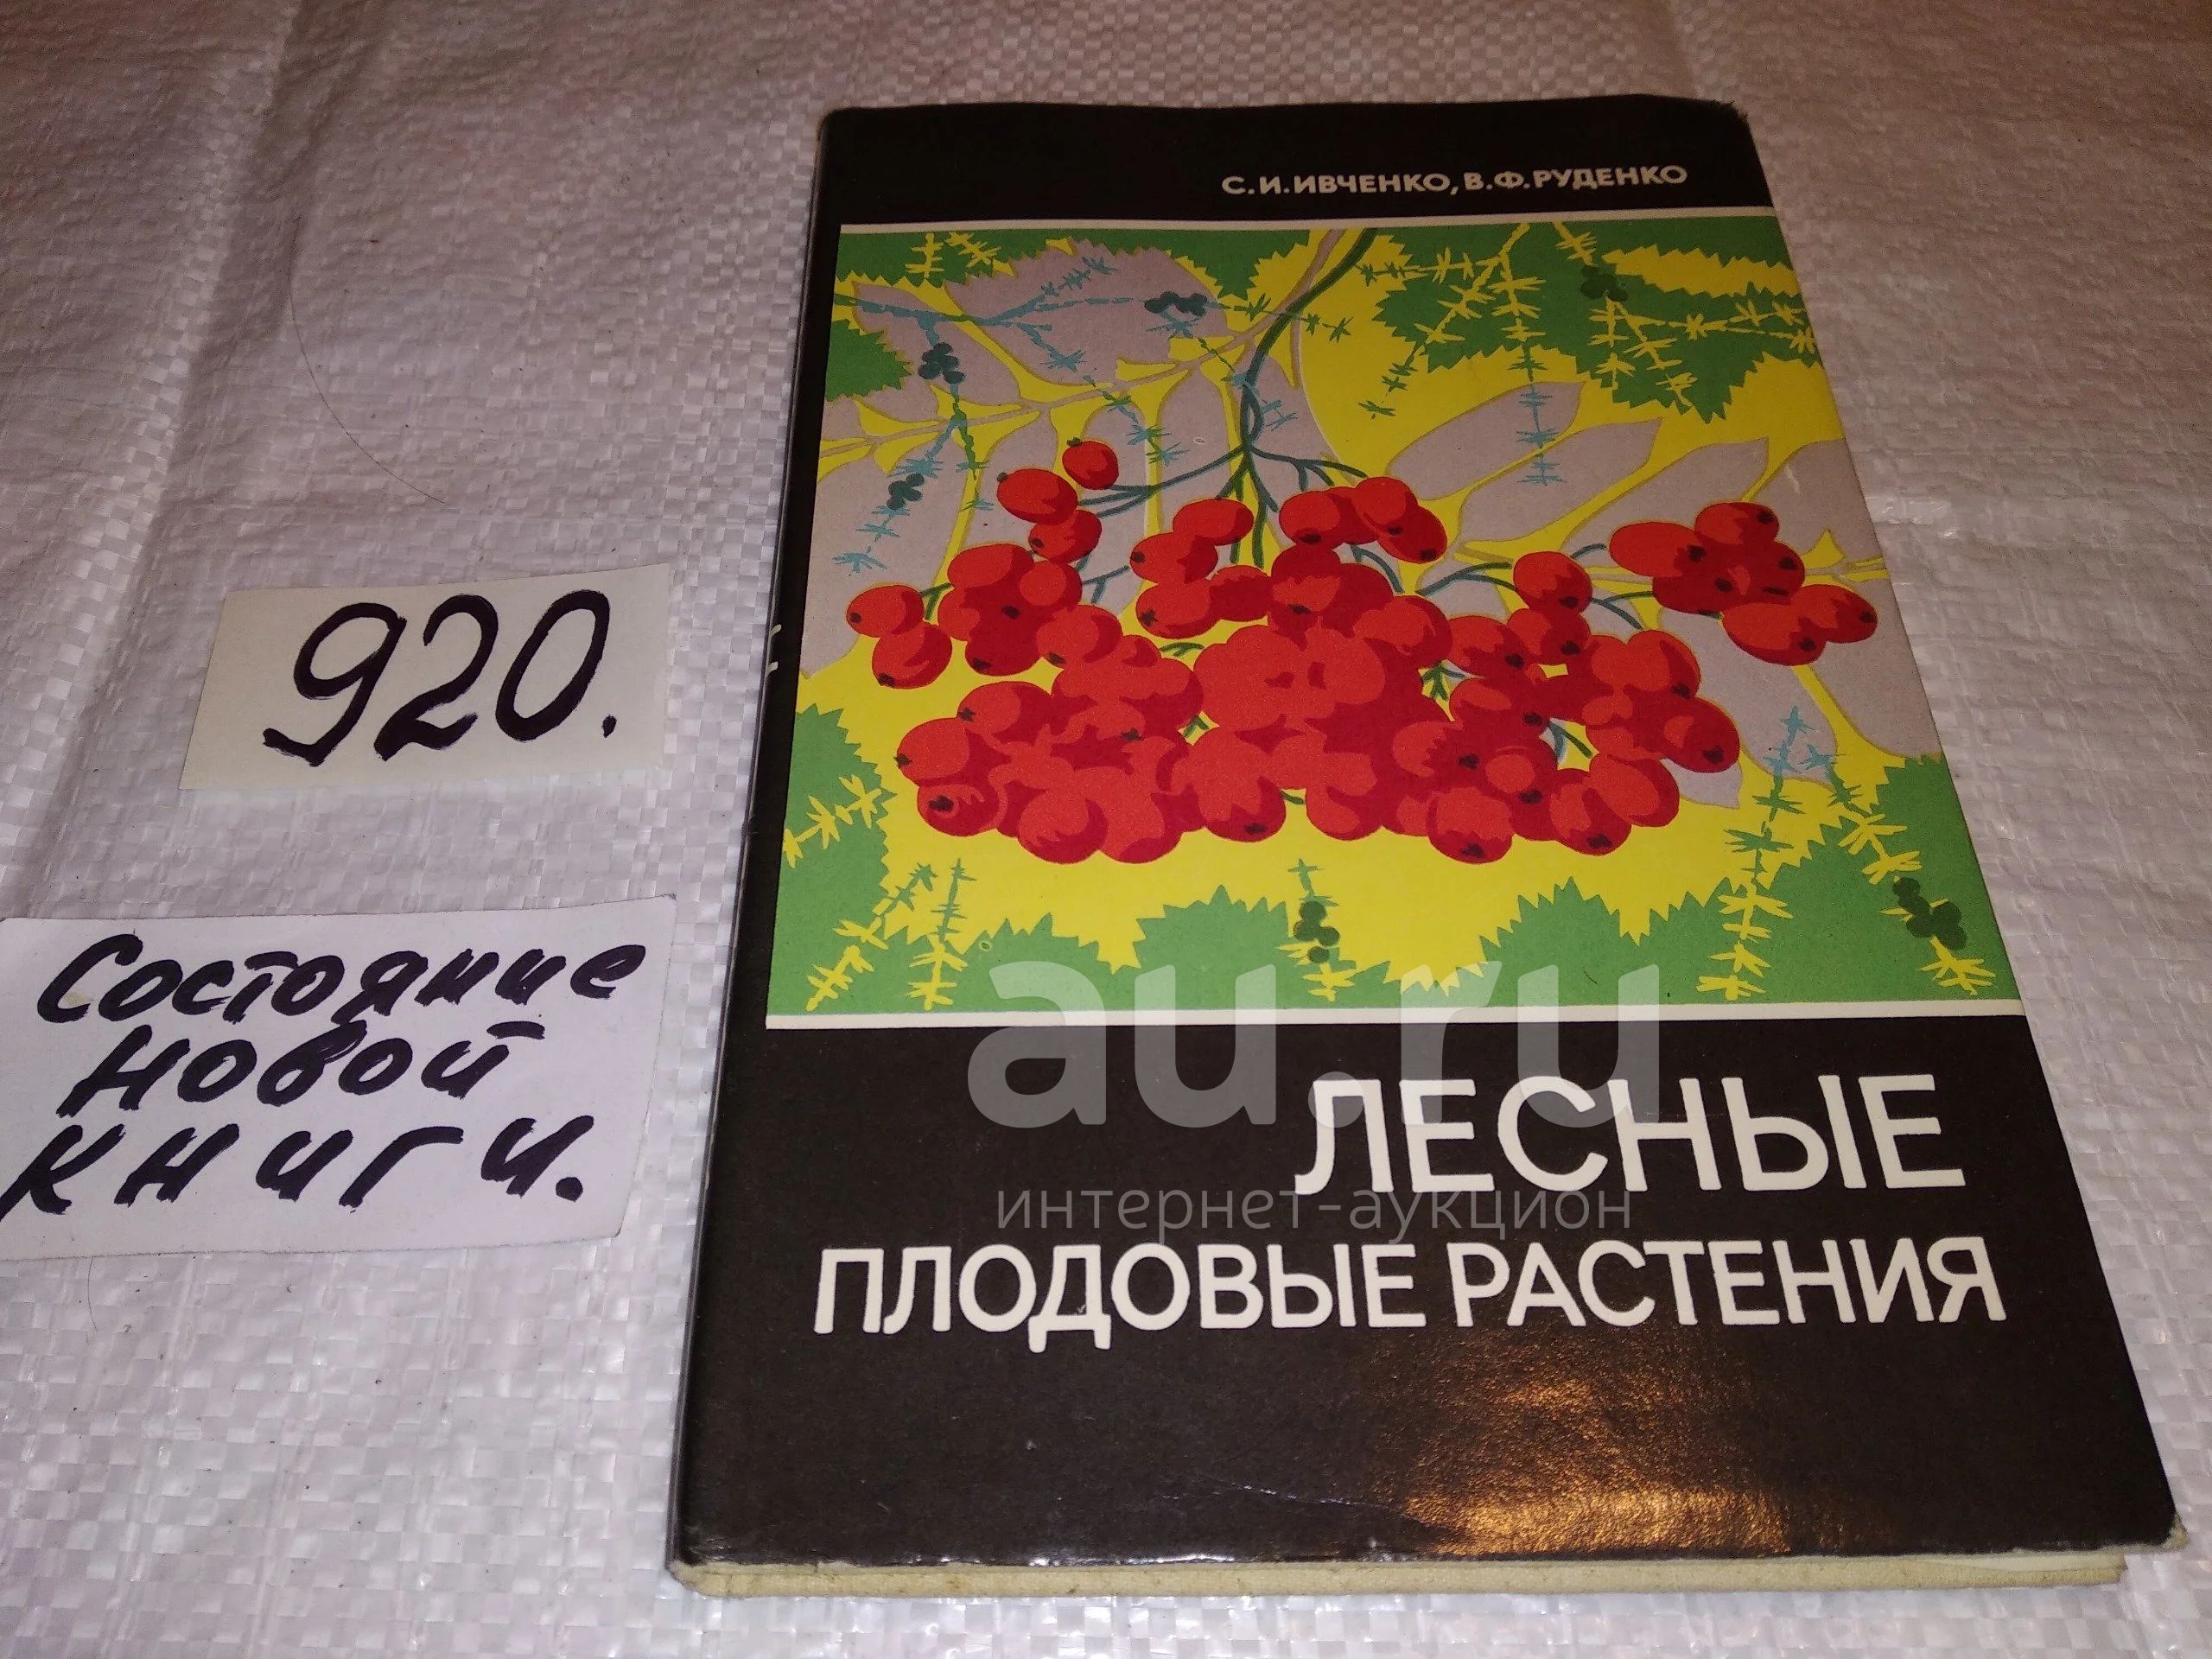 С. И. ИВЧЕНКО, В. Ф. РУДЕНКО
920.
Состояние
новой
книги.
au.ru
ЛЕСНЫЕ
интернет-аукцион
ПЛОДОВЫЕ РАСТЕНИЯ